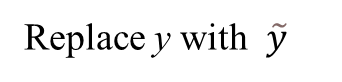 Replace y with ỹ